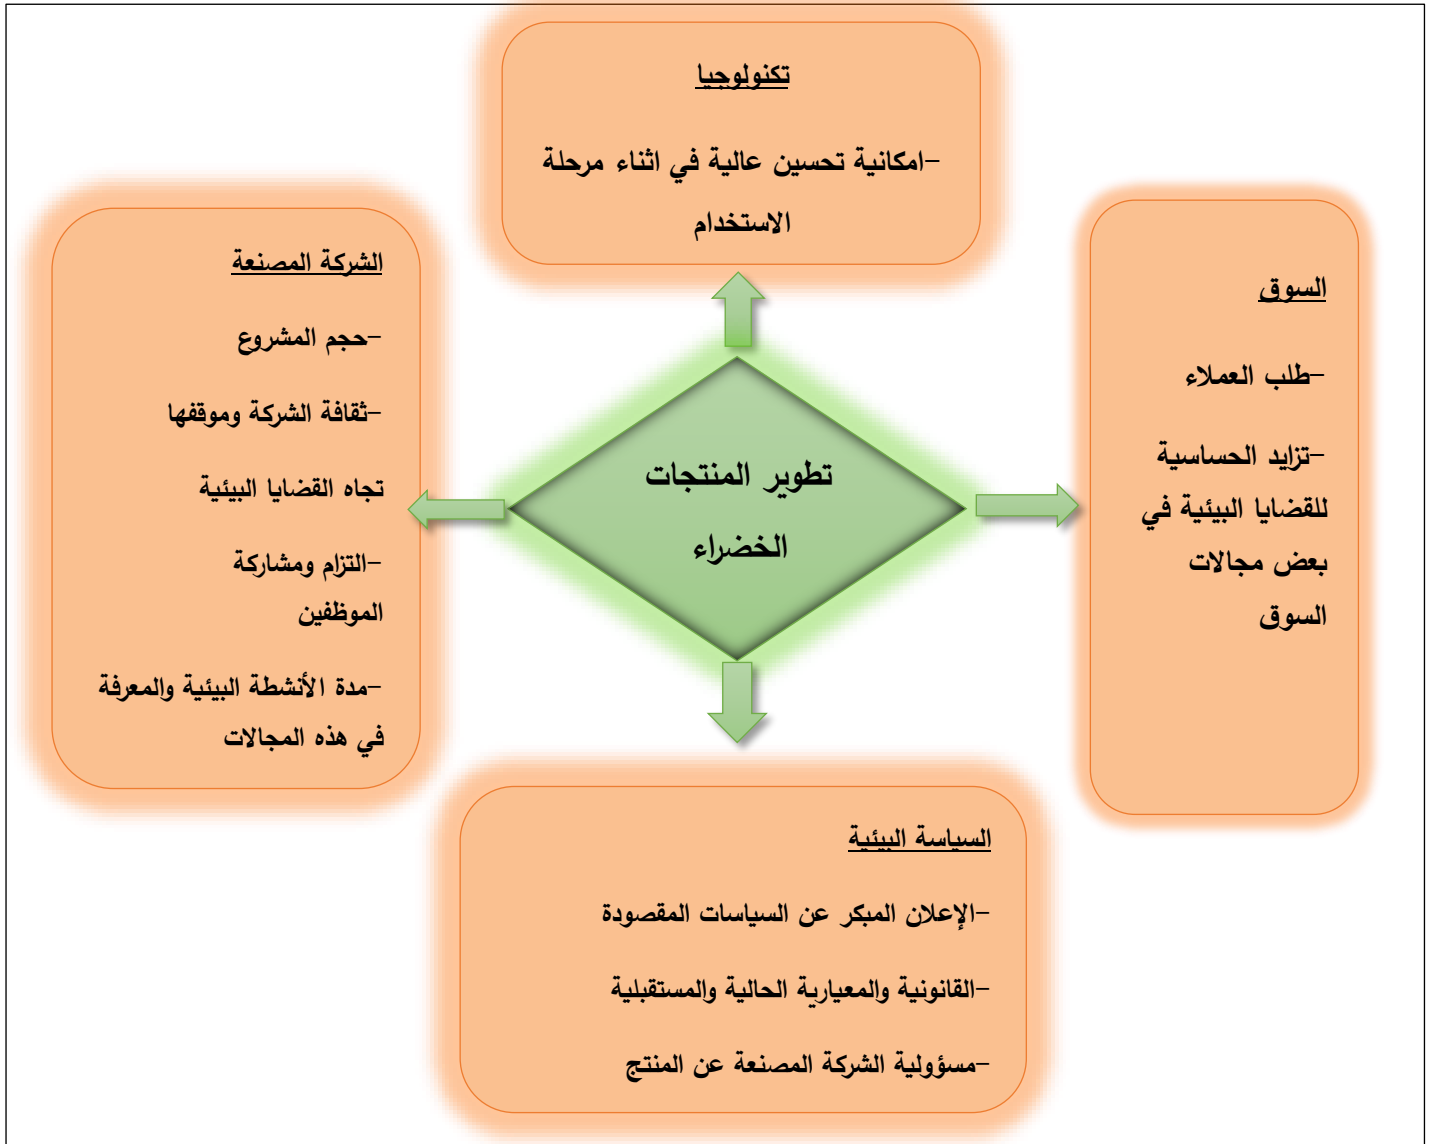 تكنولوجيا
-امكانية تحسين عالية في اثناء مرحلة
الاستخدام
السوق
-طلب العملاء
-تزايد الحساسية
للقضايا البيئية في
بعض مجالات
السوق
تطوير المنتجات
الخضراء
الشركة المصنعة
-حجم المشروع
-ثقافة الشركة وموقفها
تجاه القضايا البيئية
-التزام ومشاركة
الموظفين
-مدة الأنشطة البيئية والمعرفة
في هذه المجالات
السياسة البيئية
-الإعلان المبكر عن السياسات المقصودة
-القانونية والمعيارية الحالية والمستقبلية
-مسؤولية الشركة المصنعة عن المنتج